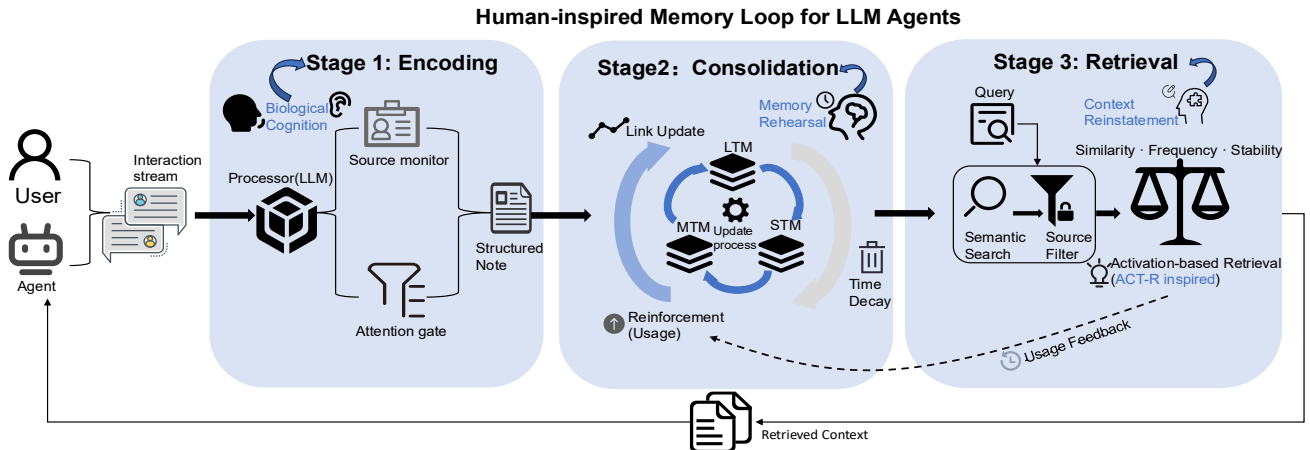 Human-inspired Memory Loop for LLM Agents
User
Agent
Interaction
stream
Stage 1: Encoding
Biological
Cognition
Source monitor
Processor(LLM)
Structured
Note
Attention gate
Stage2：Consolidation
Memory
Rehearsal
Link Update
LTM
MTM
STM
Update
process
Time
Decay
Reinforcement
(Usage)
Stage 3: Retrieval
Query
Context
Reinstatement
Similarity · Frequency · Stability
Semantic
Search
Source
Filter
Activation-based Retrieval
(ACT-R inspired)
Usage Feedback
Retrieved Context